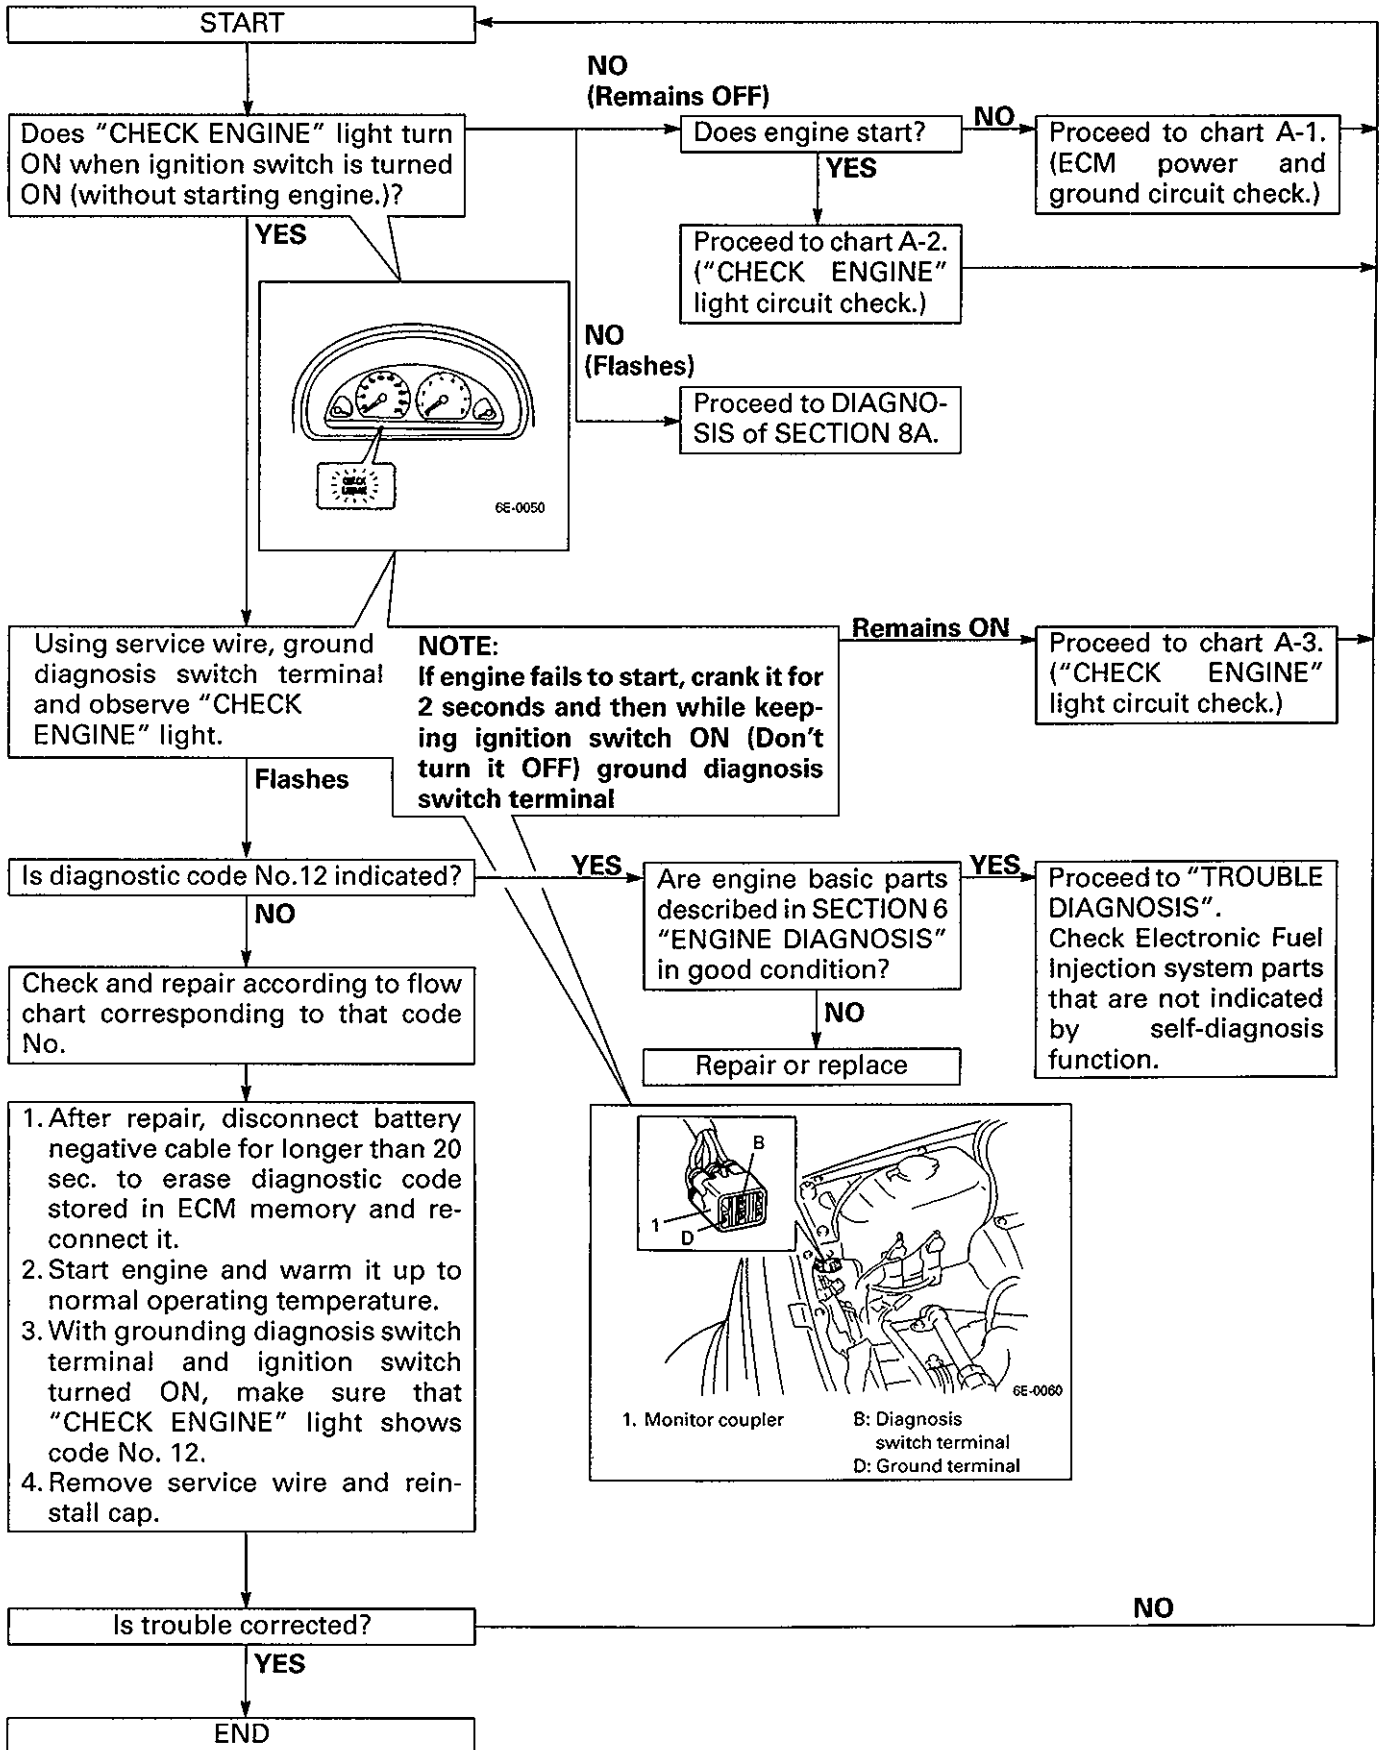 START
NO
(Remains OFF)
Does "CHECK ENGINE" light turn
ON when ignition switch is turned
ON (without starting engine.)?
Does engine start?
NO
Proceed to chart A-1.
(ECM power and
ground circuit check.)
YES
YES
Proceed to chart A-2.
("CHECK ENGINE"
light circuit check.)
NO
(Flashes)
Proceed to DIAGNO-
SIS of SECTION 8A.
CHECK
ENGINE
6E-0050
Using service wire, ground
diagnosis switch terminal
and observe "CHECK
ENGINE" light.
NOTE:
If engine fails to start, crank it for
2 seconds and then while keep-
ing ignition switch ON (Don't
turn it OFF) ground diagnosis
switch terminal
Remains ON
Proceed to chart A-3.
("CHECK ENGINE"
light circuit check.)
Flashes
Is diagnostic code No.12 indicated?
YES
Are engine basic parts
described in SECTION 6
"ENGINE DIAGNOSIS"
in good condition?
YES
Proceed to "TROUBLE
DIAGNOSIS".
Check Electronic Fuel
Injection system parts
that are not indicated
by self-diagnosis
function.
NO
NO
Check and repair according to flow
chart corresponding to that code
No.
Repair or replace
1. After repair, disconnect battery
negative cable for longer than 20
sec. to erase diagnostic code
stored in ECM memory and re-
connect it.
2. Start engine and warm it up to
normal operating temperature.
3. With grounding diagnosis switch
terminal and ignition switch
turned ON, make sure that
"CHECK ENGINE" light shows
code No. 12.
4. Remove service wire and rein-
stall cap.
B
1
D
6E-0060
1. Monitor coupler
B: Diagnosis
switch terminal
D: Ground terminal
Is trouble corrected?
NO
YES
END